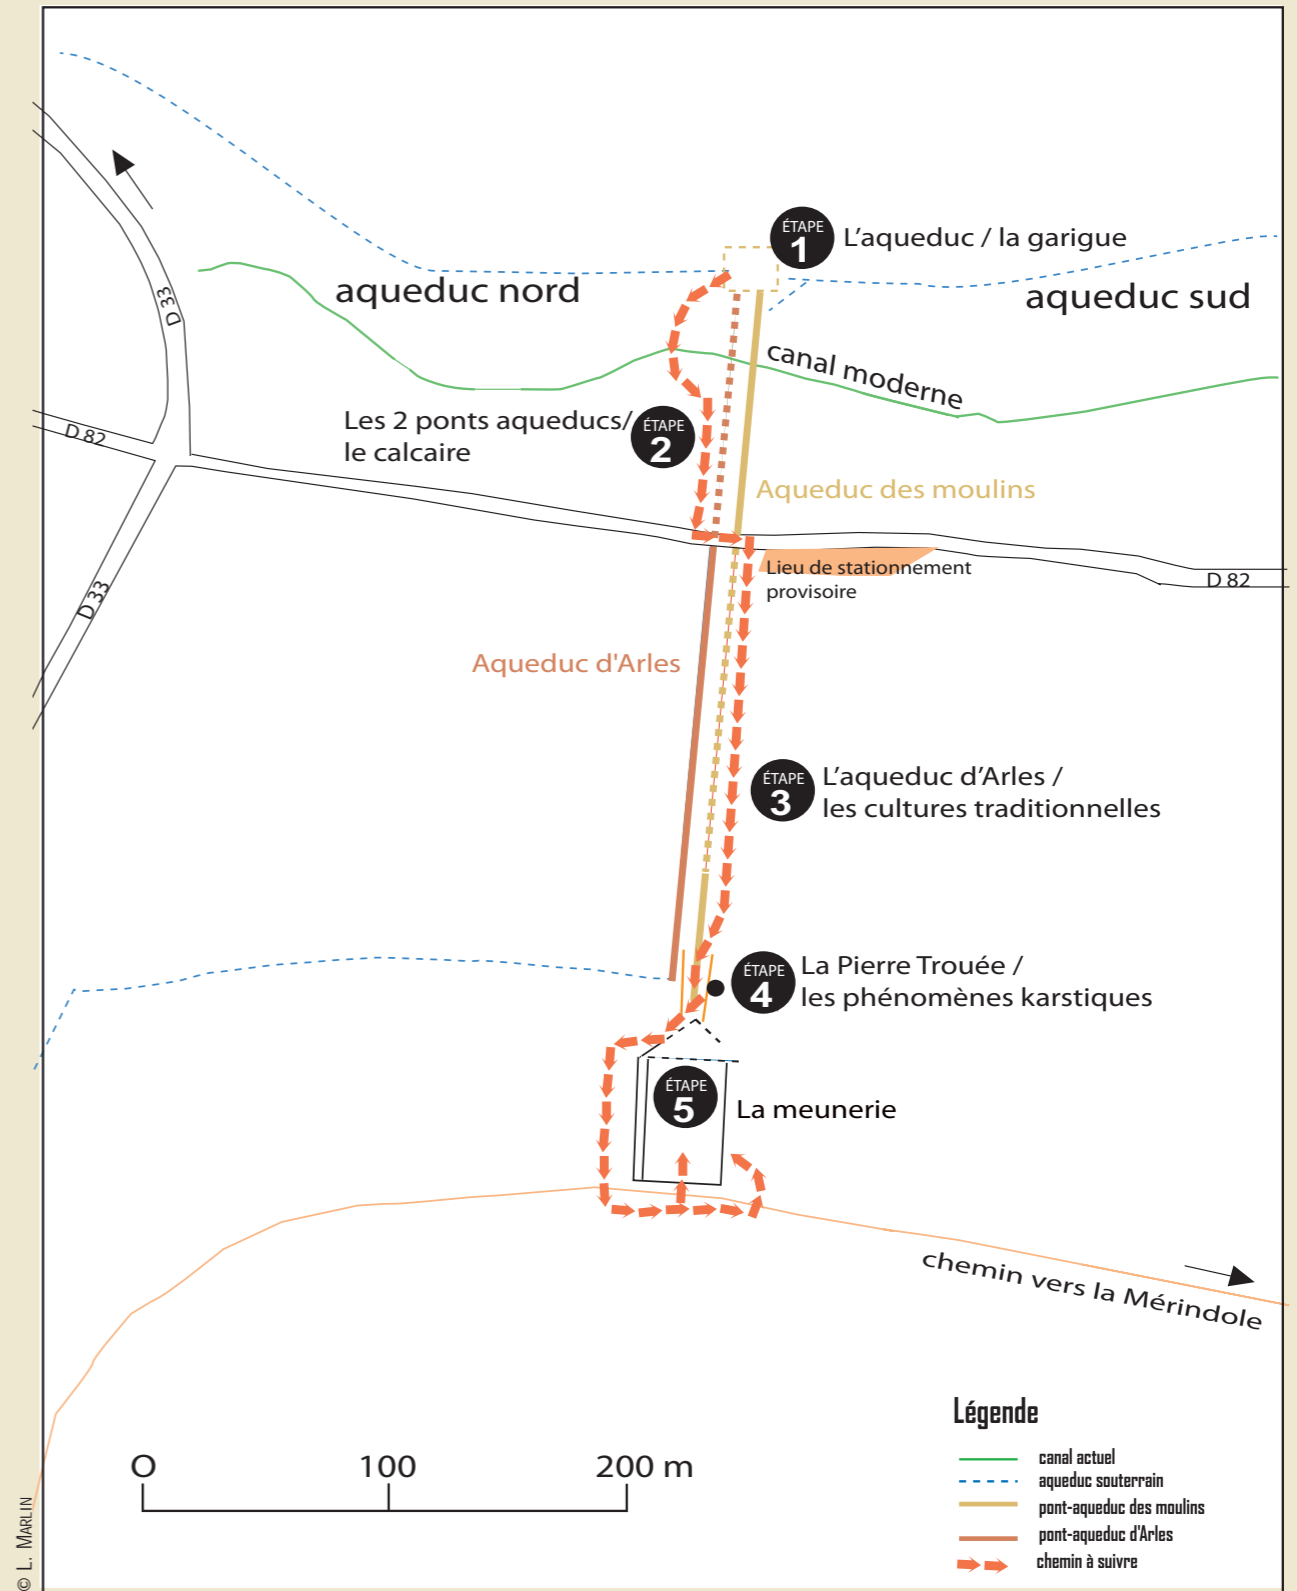 ÉTAPE
1
L'aqueduc / la garigue
aqueduc nord
aqueduc sud
D 33
canal moderne
Les 2 ponts aqueducs/
le calcaire
ÉTAPE
2
D 82
Aqueduc des moulins
Lieu de stationnement
provisoire
D 82
D 33
Aqueduc d'Arles
ÉTAPE
3
L'aqueduc d'Arles /
les cultures traditionnelles
ÉTAPE
4
La Pierre Trouée /
les phénomènes karstiques
ÉTAPE
5
La meunerie
chemin vers la Mérindole
O 100 200 m
Légende
canal actuel
aqueduc souterrain
pont-aqueduc des moulins
pont-aqueduc d'Arles
chemin à suivre
© L. MARLIN